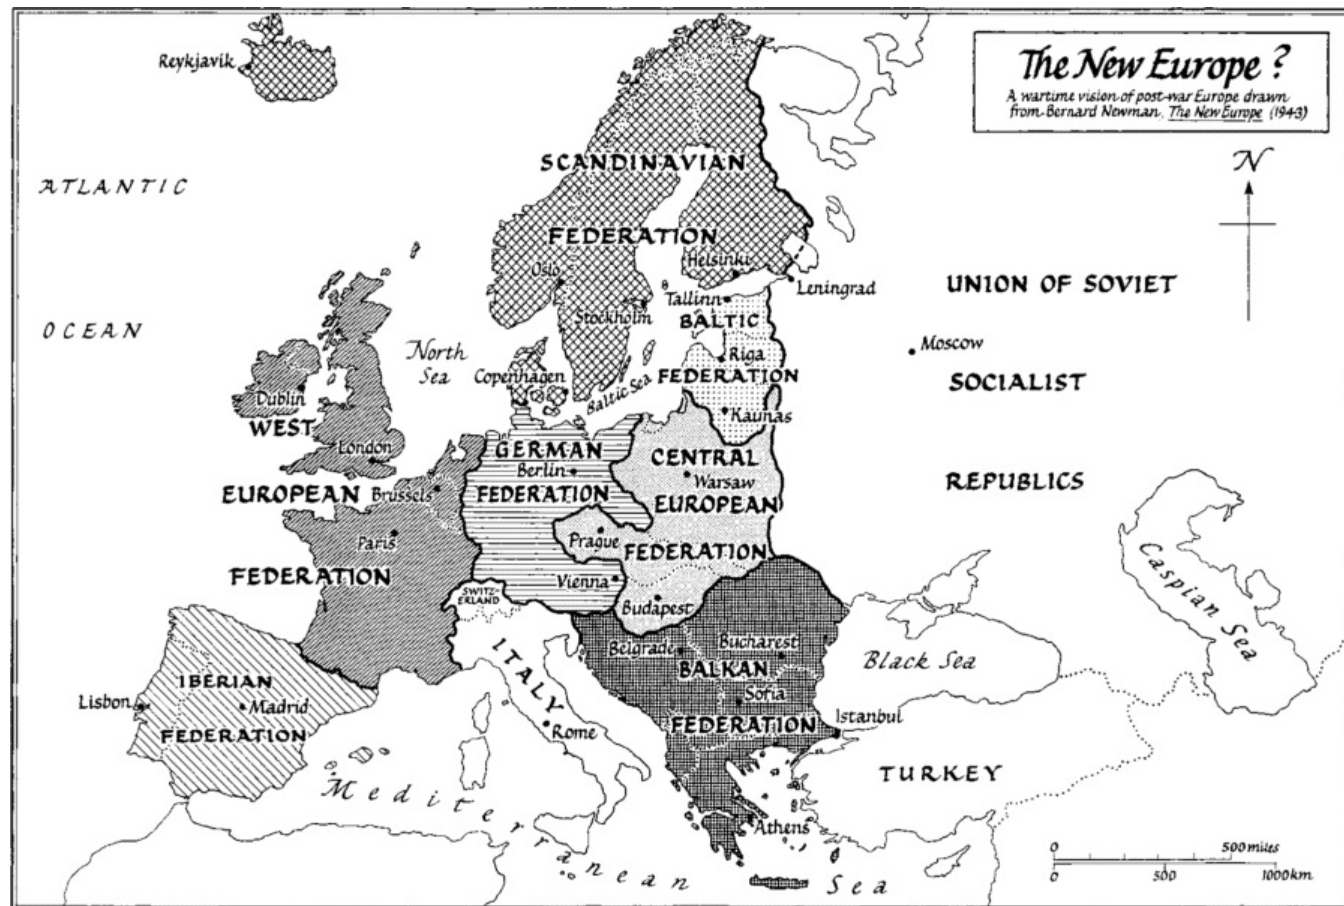 The New Europe?
A wartime vision of post-war Europe drawn
from Bernard Newman, The New Europe (1943)
N
Reykjavik
ATLANTIC
OCEAN
SCANDINAVIAN
FEDERATION
Helsinki
Oslo
Stockholm
Tallinn
Leningrad
UNION OF SOVIET
SOCIALIST
REPUBLICS
Moscow
BALTIC
FEDERATION
Riga
Kaunas
North
Sea
Copenhagen
Baltic Sea
Dublin
London
WEST
EUROPEAN
FEDERATION
Brussels
Paris
GERMAN
FEDERATION
Berlin
CENTRAL
EUROPEAN
FEDERATION
Warsaw
Prague
Vienna
Budapest
SWITZ-
ERLAND
ITALY
Rome
Belgrade
Bucharest
BALKAN
FEDERATION
Sofia
Istanbul
Athens
Black Sea
Caspian Sea
TURKEY
IBERIAN
FEDERATION
Lisbon
Madrid
Mediterranean Sea
0 500 miles
0 500 1000km